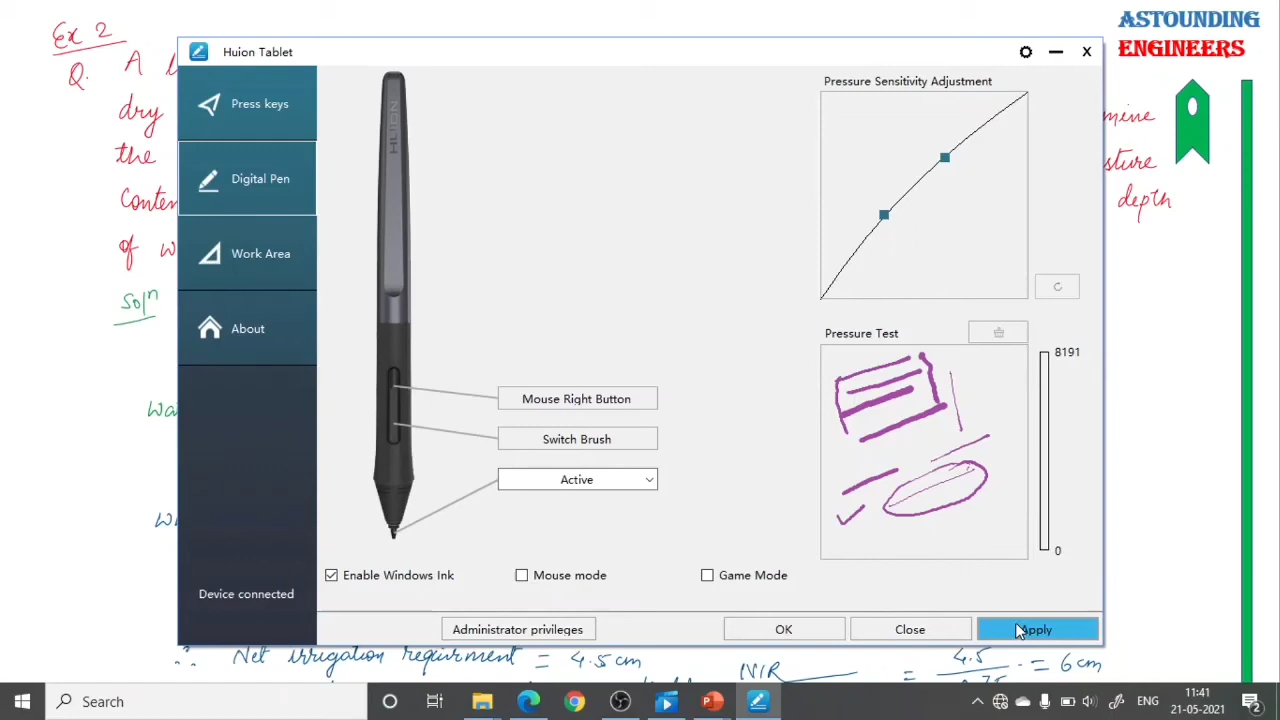 Ex 2
ASTOUNDING
ENGINEERS
Q. A
Huion Tablet
Press keys
Digital Pen
Work Area
About
Device connected
HUION
Mouse Right Button
Switch Brush
Active
Pressure Sensitivity Adjustment
Pressure Test
8191
0
Enable Windows Ink
Mouse mode
Game Mode
Administrator privileges
OK
Close
Apply
dry
mine
the
sture
Conten
depth
of w
Solⁿ
wa
Net irrigation requirment = 4.5 cm
NIR = 4.5 = 6 cm
Search
ENG
11:41
21-05-2021
2